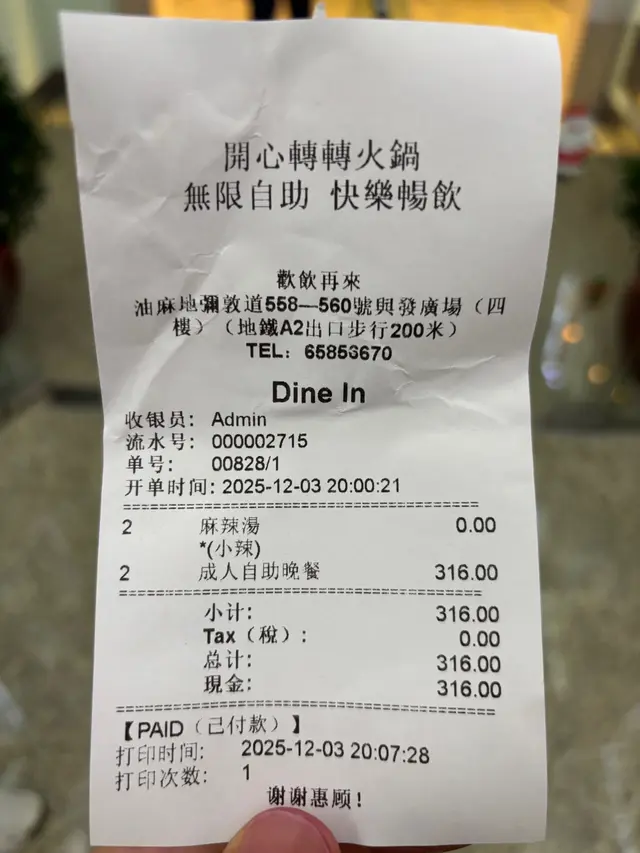 開心轉轉火鍋
無限自助 快樂暢飲
歡飲再來
油麻地彌敦道558—560號與發廣場（四
樓）（地鐵A2出口步行200米）
TEL：65853670
Dine In
收银员： Admin
流水号： 000002715
单号： 00828/1
开单时间: 2025-12-03 20:00:21
2 麻辣湯 0.00
*(小辣)
2 成人自助晚餐 316.00
小计: 316.00
Tax（稅）: 0.00
总计: 316.00
現金: 316.00
【PAID（己付款）】
打印时间: 2025-12-03 20:07:28
打印次数: 1
谢谢惠顾！